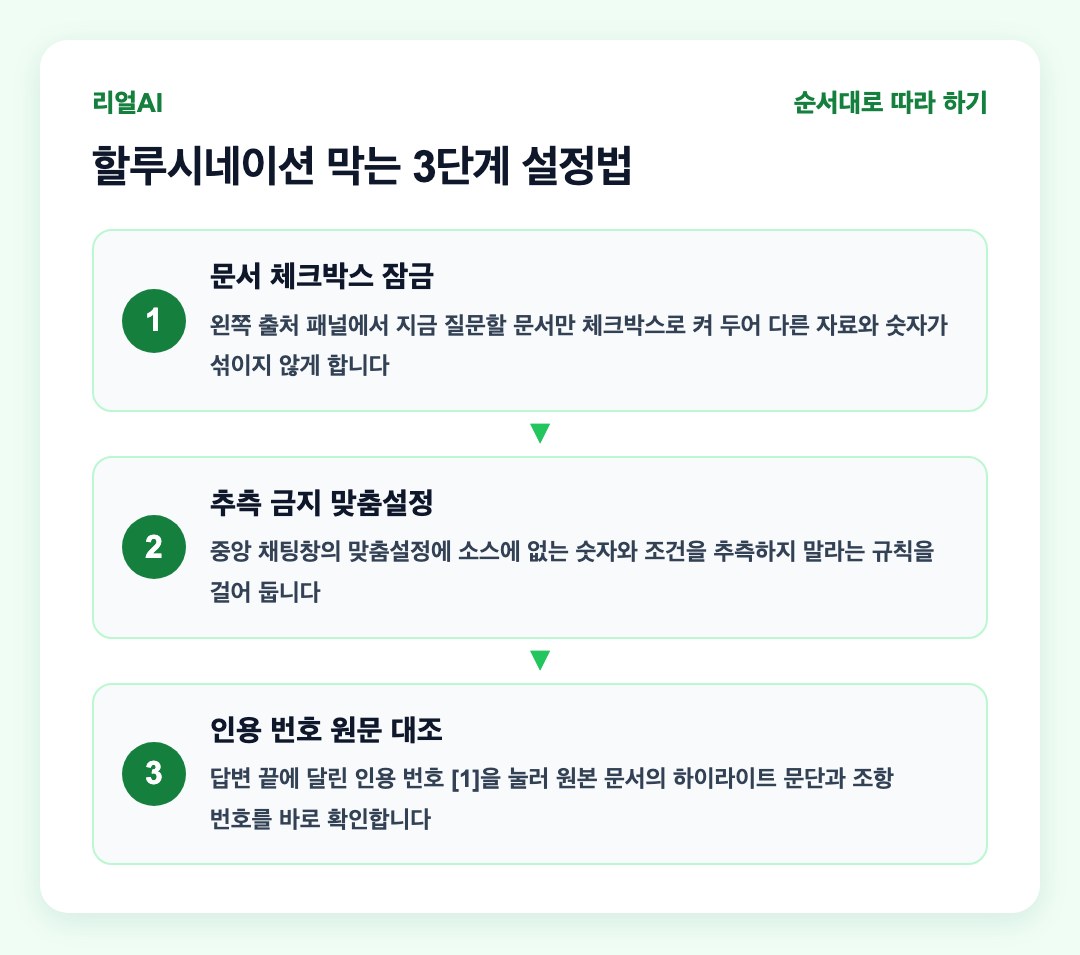 리얼AI
순서대로 따라 하기
할루시네이션 막는 3단계 설정법
1
문서 체크박스 잠금
왼쪽 출처 패널에서 지금 질문할 문서만 체크박스로 켜 두어 다른 자료와 숫자가
섞이지 않게 합니다
▼
2
추측 금지 맞춤설정
중앙 채팅창의 맞춤설정에 소스에 없는 숫자와 조건을 추측하지 말라는 규칙을
걸어 둡니다
▼
3
인용 번호 원문 대조
답변 끝에 달린 인용 번호 [1]을 눌러 원본 문서의 하이라이트 문단과 조항
번호를 바로 확인합니다